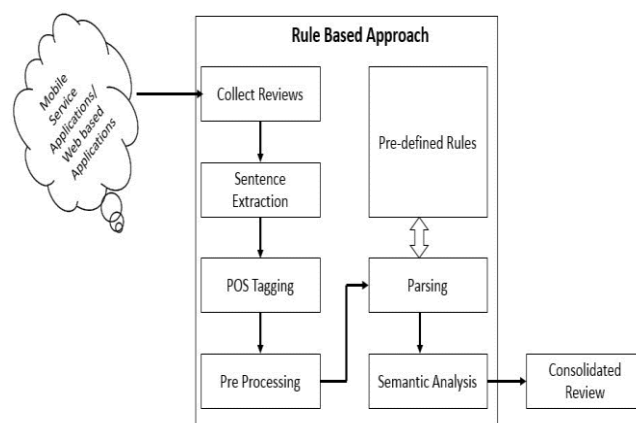 Rule Based Approach
Mobile
Service
Applications/
Web based
Applications
Collect Reviews
Sentence
Extraction
POS Tagging
Pre Processing
Pre-defined Rules
Parsing
Semantic Analysis
Consolidated
Review